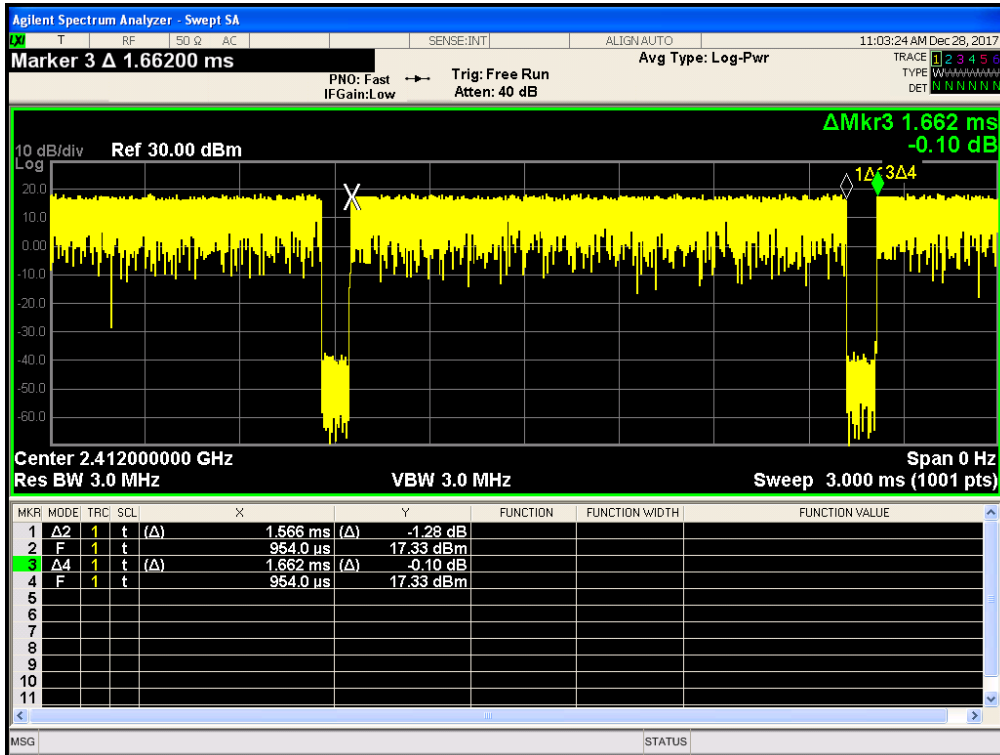 Agilent Spectrum Analyzer - Swept SA
LXI T RF 50 Ω AC SENSE:INT ALIGN AUTO 11:03:24 AM Dec 28, 2017
Marker 3 Δ 1.66200 ms Avg Type: Log-Pwr TRACE 1 2 3 4 5 6
PNO: Fast Trig: Free Run TYPE W
IFGain:Low Atten: 40 dB DET N N N N N N
ΔMkr3 1.662 ms
10 dB/div Ref 30.00 dBm -0.10 dB
Log
1Δ 3Δ4
X
20.0
10.0
0.00
-10.0
-20.0
-30.0
-40.0
-50.0
-60.0
Center 2.412000000 GHz Span 0 Hz
Res BW 3.0 MHz VBW 3.0 MHz Sweep 3.000 ms (1001 pts)
MKR MODE TRC SCL X Y FUNCTION FUNCTION WIDTH FUNCTION VALUE
1 Δ2 1 t (Δ) 1.566 ms (Δ) -1.28 dB
2 F 1 t 954.0 µs 17.33 dBm
3 Δ4 1 t (Δ) 1.662 ms (Δ) -0.10 dB
4 F 1 t 954.0 µs 17.33 dBm
5
6
7
8
9
10
11
MSG STATUS